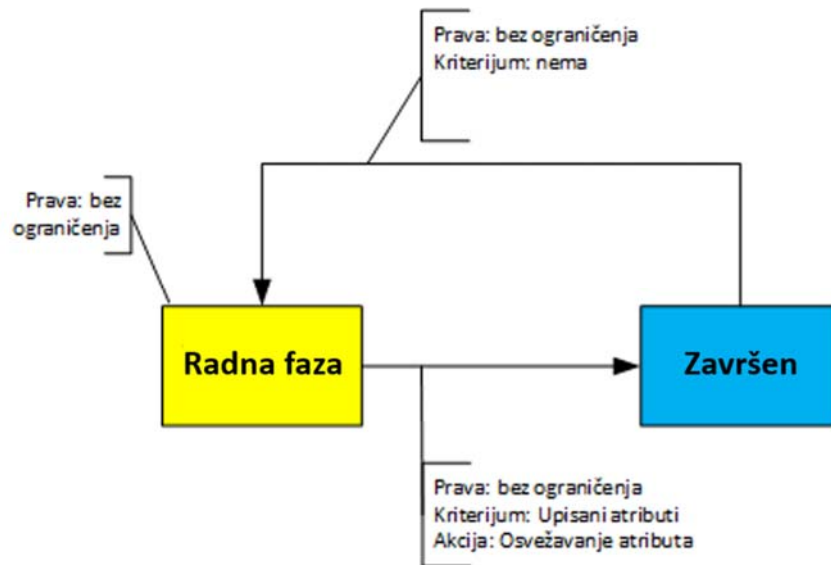 Prava: bez ograničenja
Kriterijum: nema
Prava: bez
ograničenja
Radna faza
Završen
Prava: bez ograničenja
Kriterijum: Upisani atributi
Akcija: Osvežavanje atributa